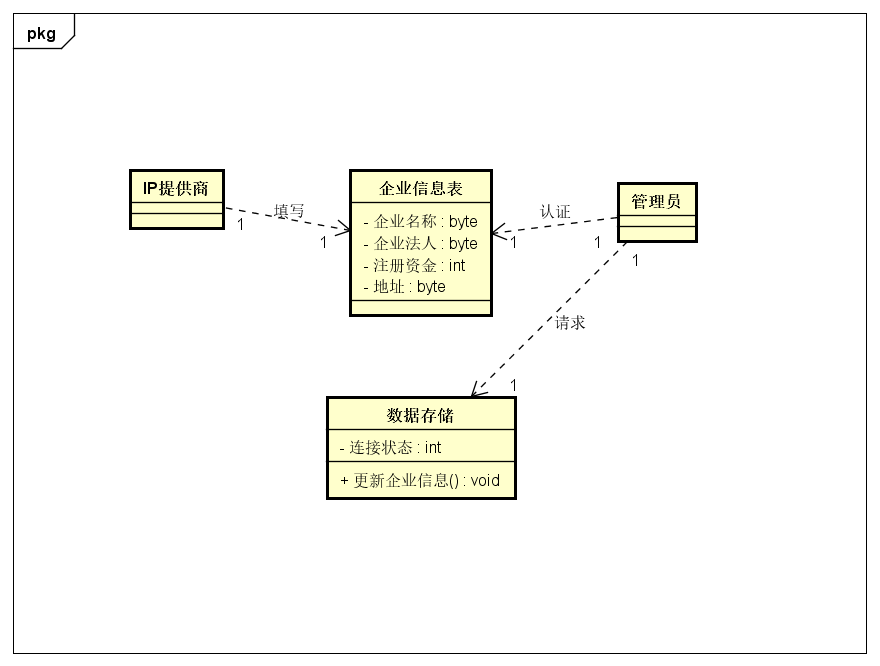 pkg
IP提供商
企业信息表
- 企业名称 : byte
- 企业法人 : byte
- 注册资金 : int
- 地址 : byte
管理员
填写
1
1
认证
1
1
1
请求
1
数据存储
- 连接状态 : int
+ 更新企业信息() : void